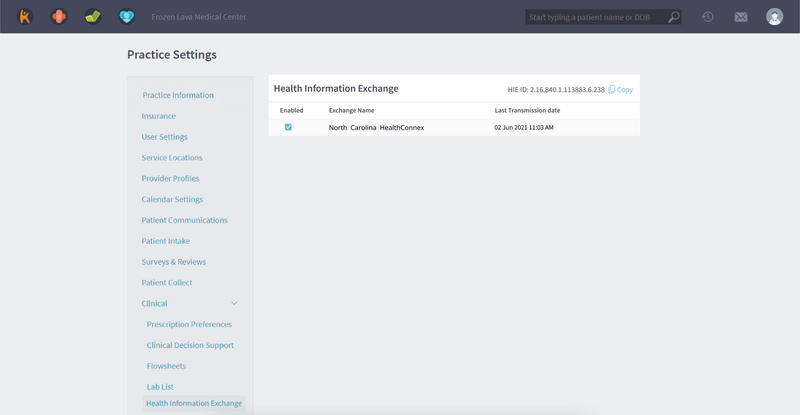 Frozen Lava Medical Center
Start typing a patient name or DOB
Practice Settings
Practice Information
Insurance
User Settings
Service Locations
Provider Profiles
Calendar Settings
Patient Communications
Patient Intake
Surveys & Reviews
Patient Collect
Clinical
Prescription Preferences
Clinical Decision Support
Flowsheets
Lab List
Health Information Exchange
Health Information Exchange
HIE ID: 2.16.840.1.113883.6.238 Copy
Enabled Exchange Name Last Transmission date
North Carolina HealthConnex 02 Jun 2021 11:03 AM